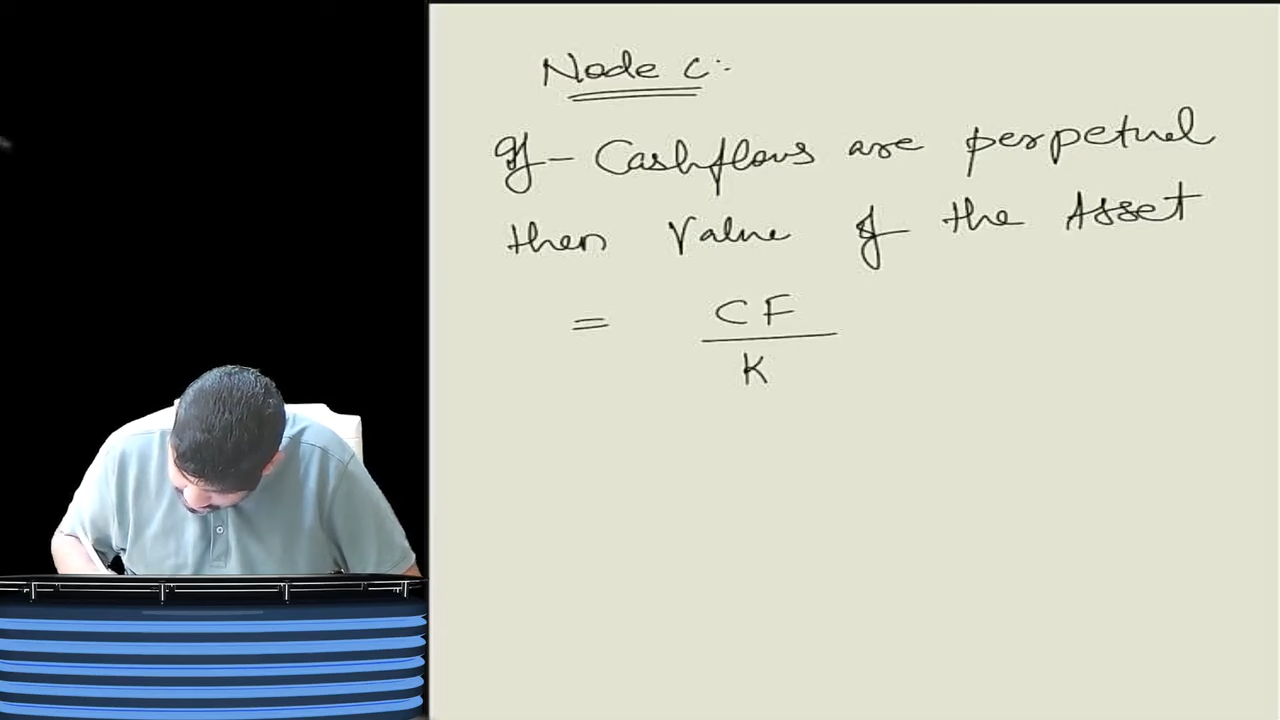 Node C:-
If Cashflows are perpetual
then Value of the Asset
= CF
K